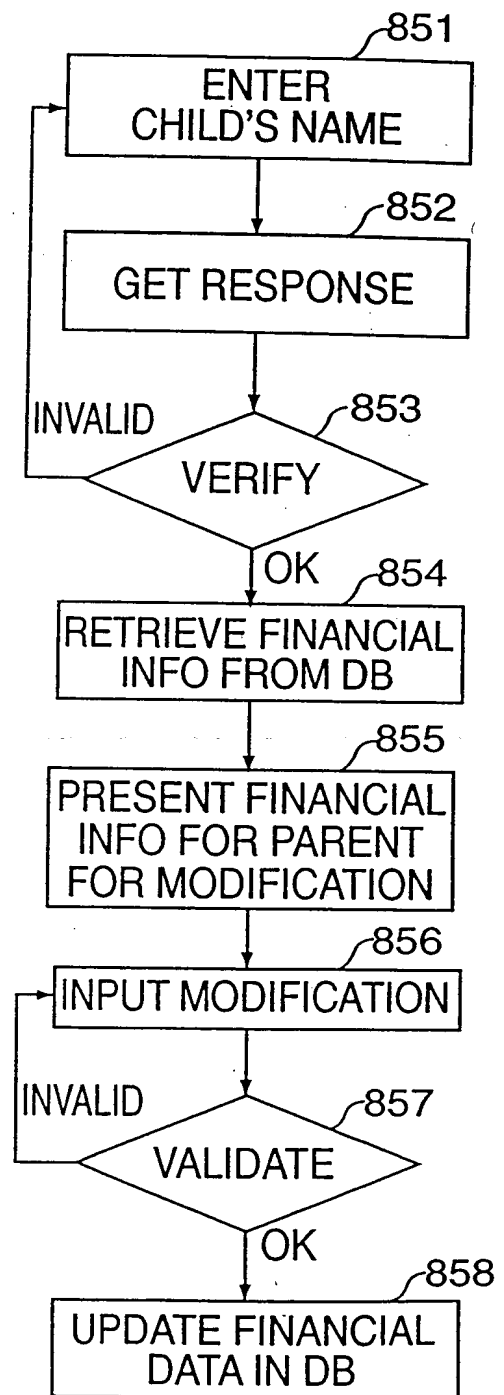 851
ENTER
CHILD'S NAME
852
GET RESPONSE
853
INVALID
VERIFY
OK
854
RETRIEVE FINANCIAL
INFO FROM DB
855
PRESENT FINANCIAL
INFO FOR PARENT
FOR MODIFICATION
856
INPUT MODIFICATION
INVALID
857
VALIDATE
OK
858
UPDATE FINANCIAL
DATA IN DB